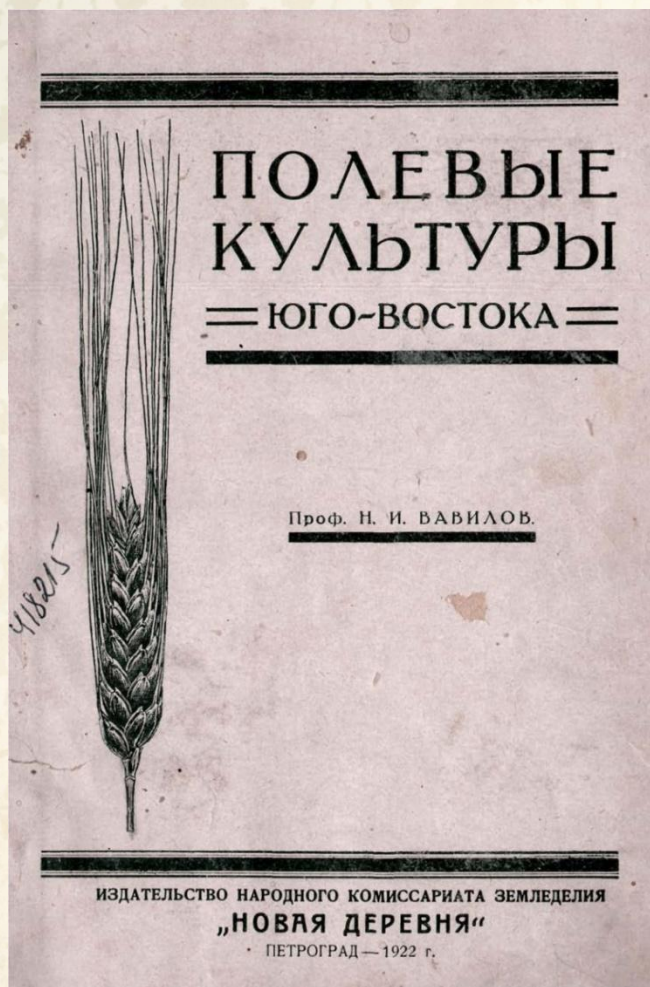 ПОЛЕВЫЕ
КУЛЬТУРЫ
ЮГО-ВОСТОКА
Проф. Н. И. ВАВИЛОВ.
418215
ИЗДАТЕЛЬСТВО НАРОДНОГО КОМИССАРИАТА ЗЕМЛЕДЕЛИЯ
„НОВАЯ ДЕРЕВНЯ“
ПЕТРОГРАД — 1922 г.